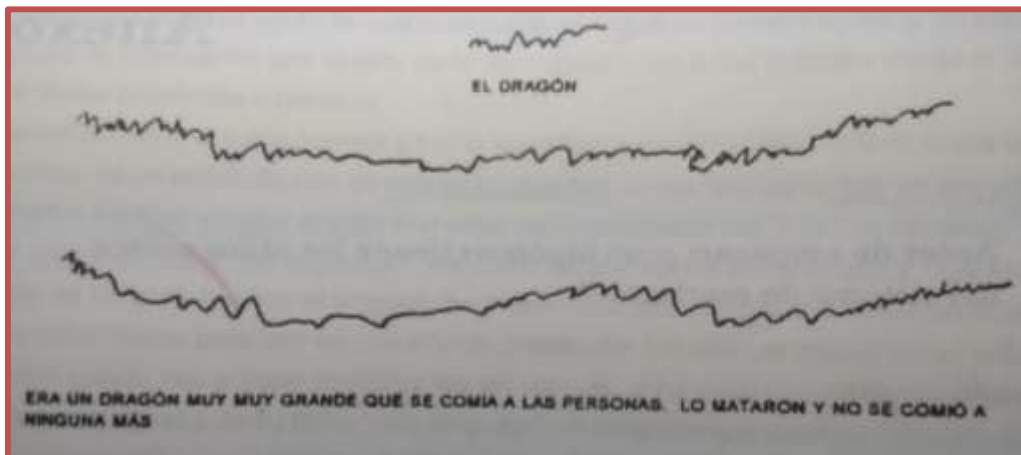 EL DRAGÓN
ERA UN DRAGÓN MUY MUY GRANDE QUE SE COMÍA A LAS PERSONAS. LO MATARON Y NO SE COMIÓ A
NINGUNA MÁS